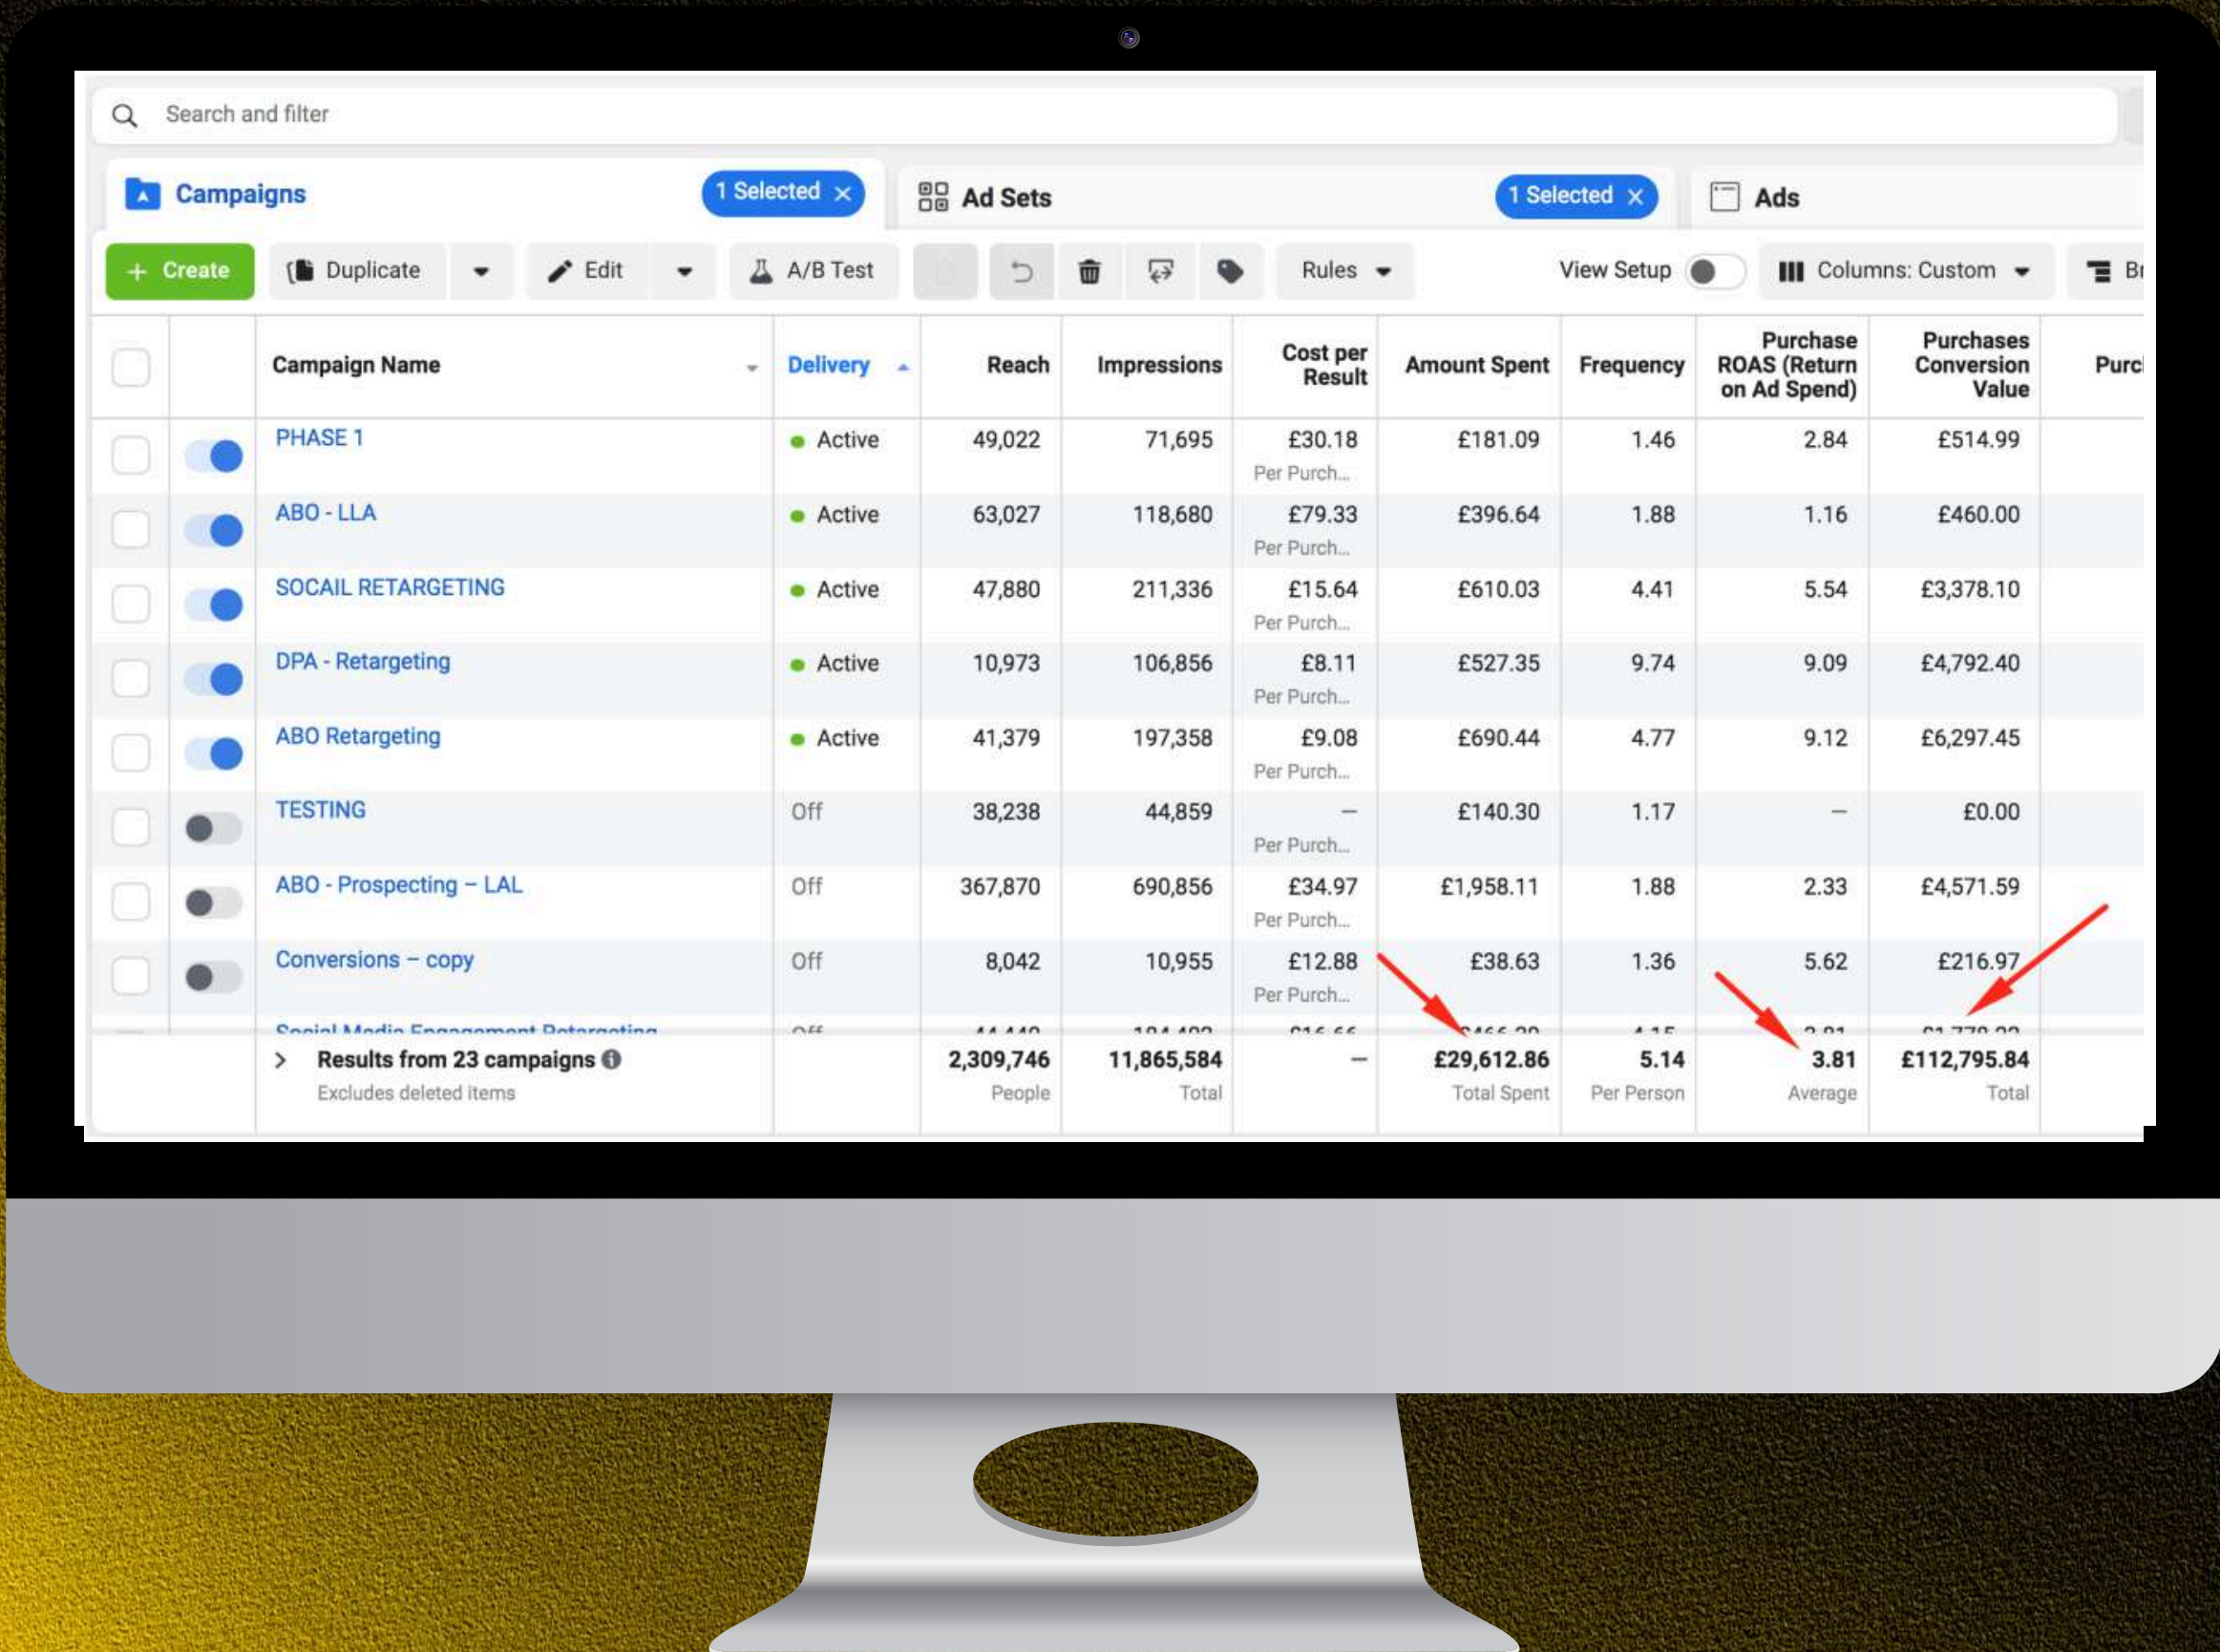 Search and filter
Campaigns 1 Selected × Ad Sets 1 Selected × Ads
+ Create Duplicate Edit A/B Test Rules View Setup Columns: Custom
Campaign Name Delivery Reach Impressions Cost per Result Amount Spent Frequency Purchase ROAS (Return on Ad Spend) Purchases Conversion Value
PHASE 1 Active 49,022 71,695 £30.18 £181.09 1.46 2.84 £514.99
Per Purch...
ABO - LLA Active 63,027 118,680 £79.33 £396.64 1.88 1.16 £460.00
Per Purch...
SOCAIL RETARGETING Active 47,880 211,336 £15.64 £610.03 4.41 5.54 £3,378.10
Per Purch...
DPA - Retargeting Active 10,973 106,856 £8.11 £527.35 9.74 9.09 £4,792.40
Per Purch...
ABO Retargeting Active 41,379 197,358 £9.08 £690.44 4.77 9.12 £6,297.45
Per Purch...
TESTING Off 38,238 44,859 — £140.30 1.17 — £0.00
Per Purch...
ABO - Prospecting – LAL Off 367,870 690,856 £34.97 £1,958.11 1.88 2.33 £4,571.59
Per Purch...
Conversions – copy Off 8,042 10,955 £12.88 £38.63 1.36 5.62 £216.97
Per Purch...
Social Media Engagement Retargeting Off
Results from 23 campaigns 2,309,746 11,865,584 — £29,612.86 5.14 3.81 £112,795.84
Excludes deleted items People Total Total Spent Per Person Average Total